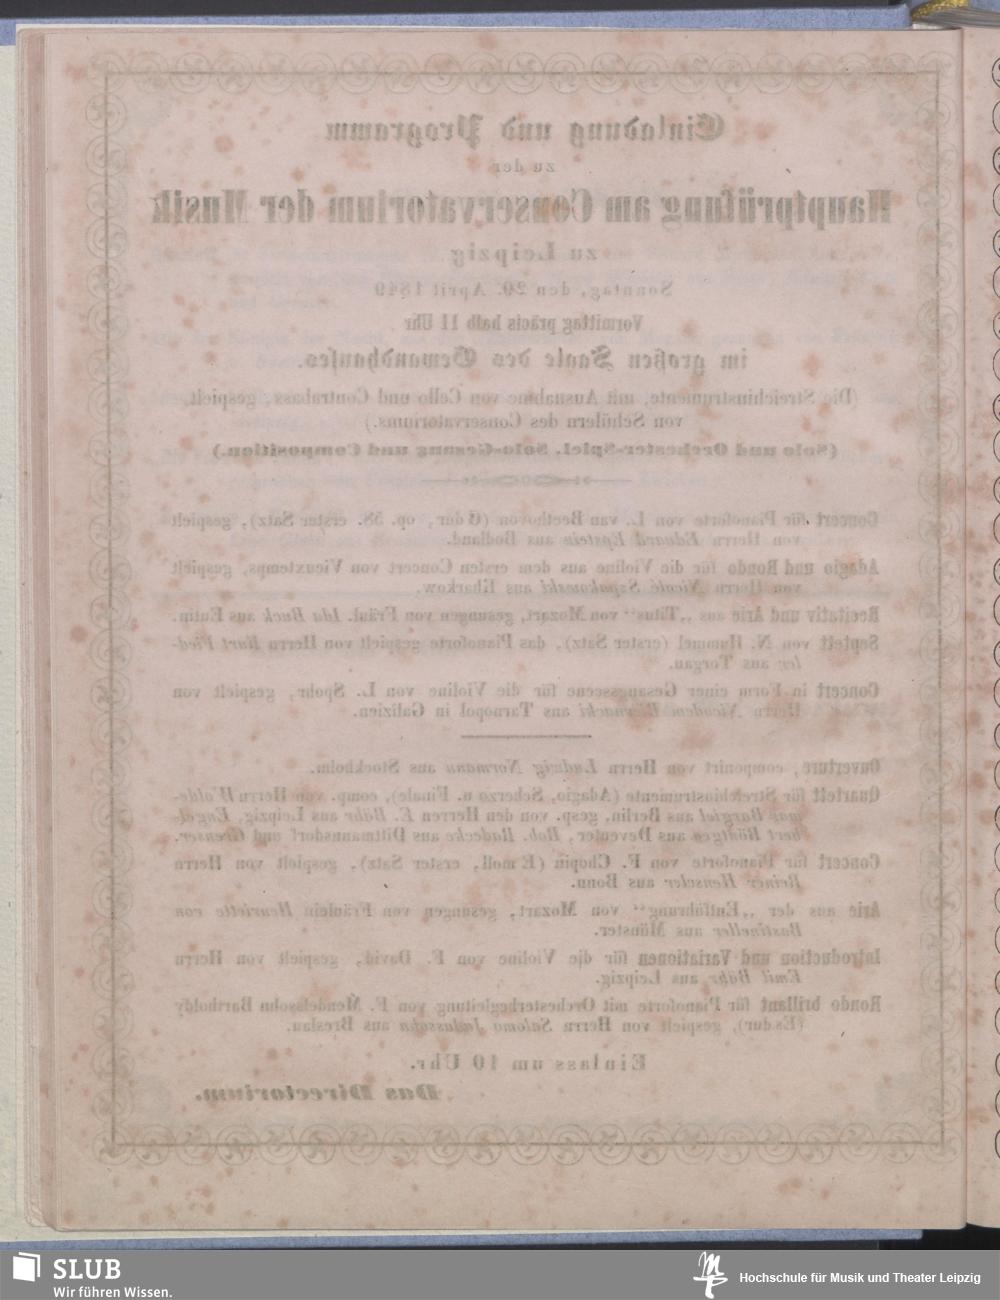 Einladung und Programm
zu der
Hauptprüfung am Conservatorium der Musik
zu Leipzig
Sonntag, den 29. April 1849
Vormittag präcis halb 11 Uhr
im großen Saale des Gewandhauses.
(Die Streichinstrumente, mit Ausnahme von Cello und Contrabass, gespielt
von Schülern des Conservatoriums.)
(Solo und Orchester-Spiel. Solo-Gesang und Composition.)
Concert für Pianoforte von L. van Beethoven (G dur, op. 58. erster Satz), gespielt
von Herrn Eduard Epstein aus Bodland.
Adagio und Rondo für die Violine aus dem ersten Concert von Vieuxtemps, gespielt
von Herrn aus Kharkow.
Recitativ und Arie aus „Titus“ von Mozart, gesungen von Fräul. Ida Buck aus Eutin.
Septett von N. Hummel (erster Satz), das Pianoforte gespielt von Herrn Kurt Fied-
ler aus Torgau.
Concert in Form einer Gesangsscene für die Violine von L. Spohr, gespielt von
Herrn Nicodem Biernacki aus Tarnopol in Galizien.
Ouverture, componirt von Herrn Ludwig Normann aus Stockholm.
Quartett für Streichinstrumente (Adagio, Scherzo u. Finale), comp. von Herrn Wolde-
mar Bargiel aus Berlin, gesp. von den Herren E. Bähr aus Leipzig, Engel-
bert Röntgen aus Deventer, Rob. Radecke aus Dittmannsdorf und Grenser.
Concert für Pianoforte von F. Chopin (E moll, erster Satz), gespielt von Herrn
Reiner Henseler aus Bonn.
Arie aus der „Entführung“ von Mozart, gesungen von Fräulein Henriette von
Bastineller aus Münster.
Introduction und Variationen für die Violine von F. David, gespielt von Herrn
Emil Bähr aus Leipzig.
Rondo brillant für Pianoforte mit Orchesterbegleitung von F. Mendelssohn Bartholdy
(Es dur), gespielt von Herrn Salomo Jadassohn aus Breslau.
Einlass um 10 Uhr.
Das Directorium.
SLUB
Wir führen Wissen.
Hochschule für Musik und Theater Leipzig